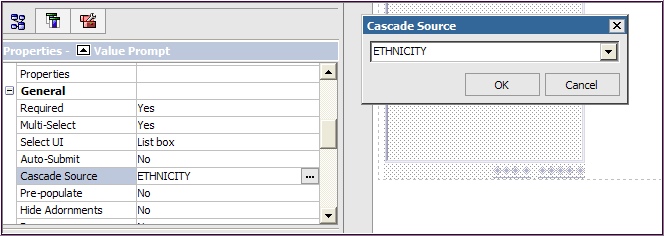 Properties - Value Prompt
Properties
General
Required Yes
Multi-Select Yes
Select UI List box
Auto-Submit No
Cascade Source ETHNICITY ...
Pre-populate No
Hide Adornments No
Cascade Source
ETHNICITY
OK Cancel